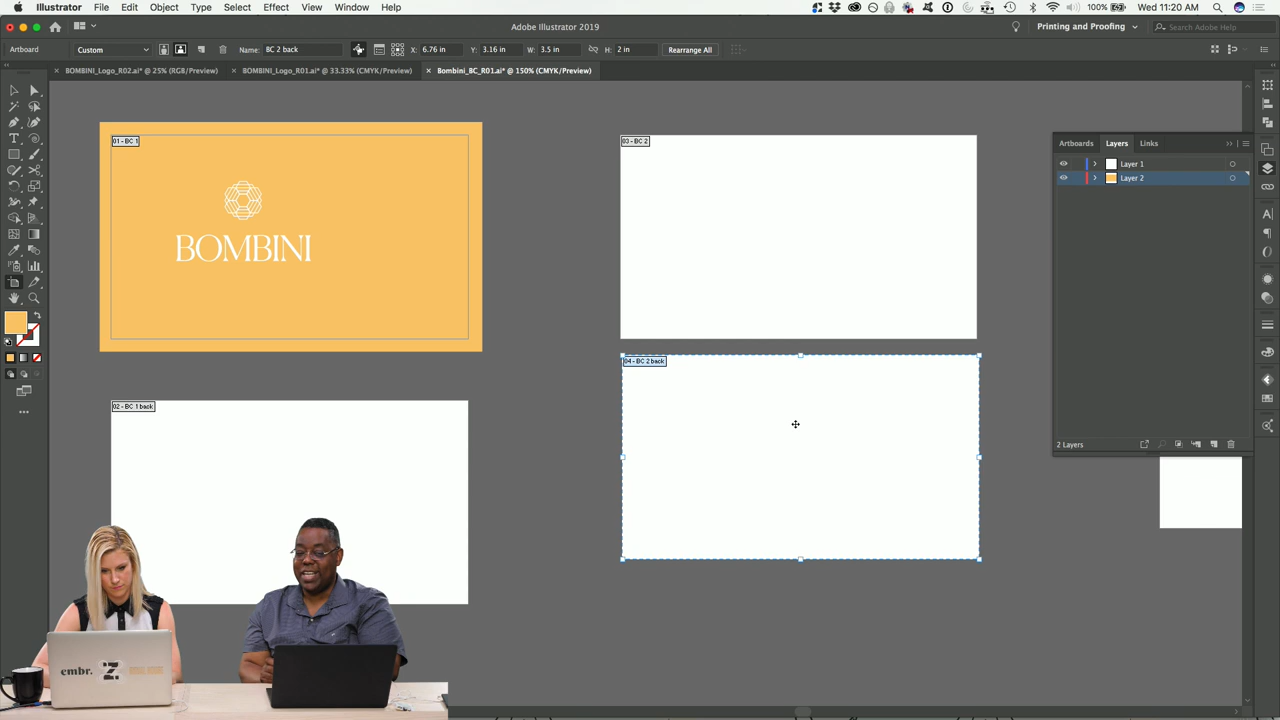 Illustrator File Edit Object Type Select Effect View Window Help
100% Wed 11:20 AM
Adobe Illustrator 2019
Printing and Proofing
Search Adobe Help
Artboard Custom Name: BC 2 back X: 6.76 in Y: 3.16 in W: 3.5 in H: 2 in Rearrange All
× BOMBINI_Logo_R02.ai* @ 25% (RGB/Preview) × BOMBINI_Logo_R01.ai* @ 33.33% (CMYK/Preview) × Bombini_BC_R01.ai* @ 150% (CMYK/Preview)
01 - BC 1
BOMBINI
03 - BC 2
Artboards Layers Links
Layer 1
Layer 2
04 - BC 2 back
02 - BC 1 back
2 Layers
embr. Z